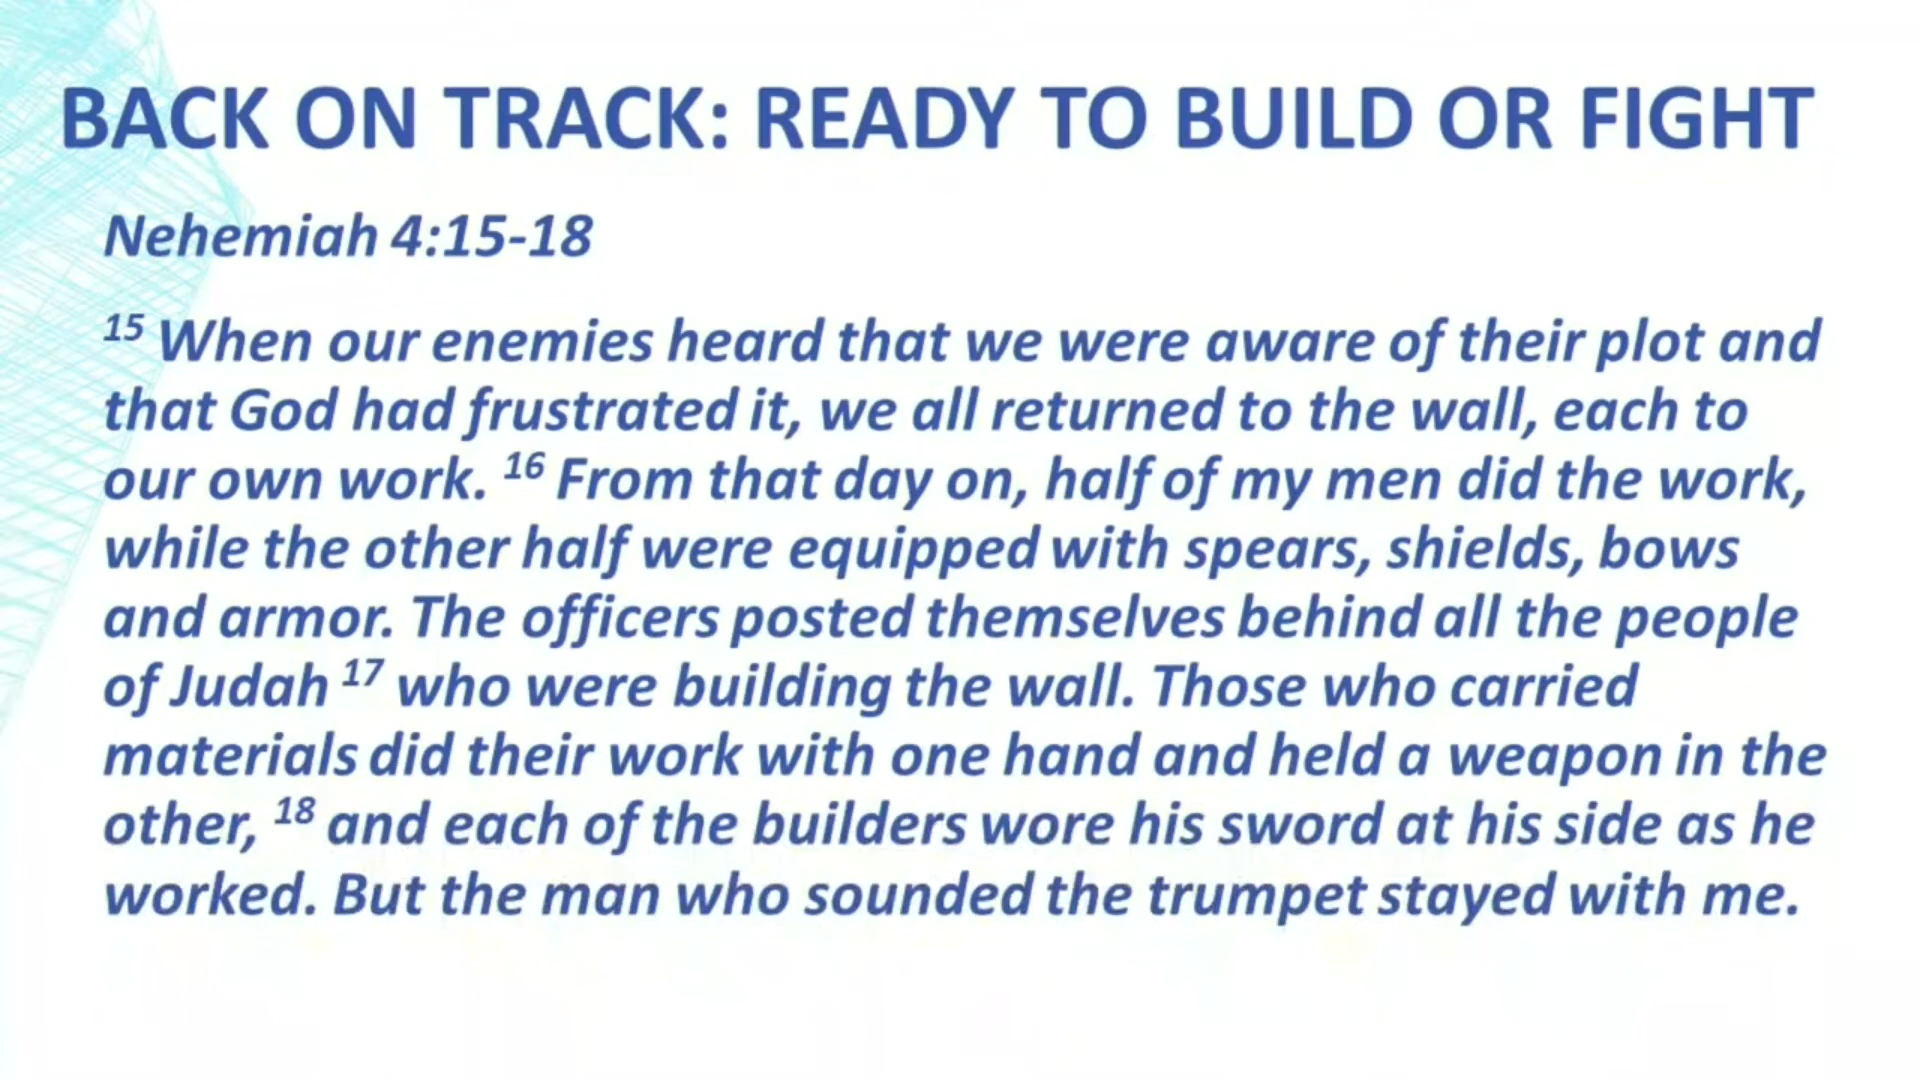 BACK ON TRACK: READY TO BUILD OR FIGHT
Nehemiah 4:15-18
15 When our enemies heard that we were aware of their plot and
that God had frustrated it, we all returned to the wall, each to
our own work. 16 From that day on, half of my men did the work,
while the other half were equipped with spears, shields, bows
and armor. The officers posted themselves behind all the people
of Judah 17 who were building the wall. Those who carried
materials did their work with one hand and held a weapon in the
other, 18 and each of the builders wore his sword at his side as he
worked. But the man who sounded the trumpet stayed with me.